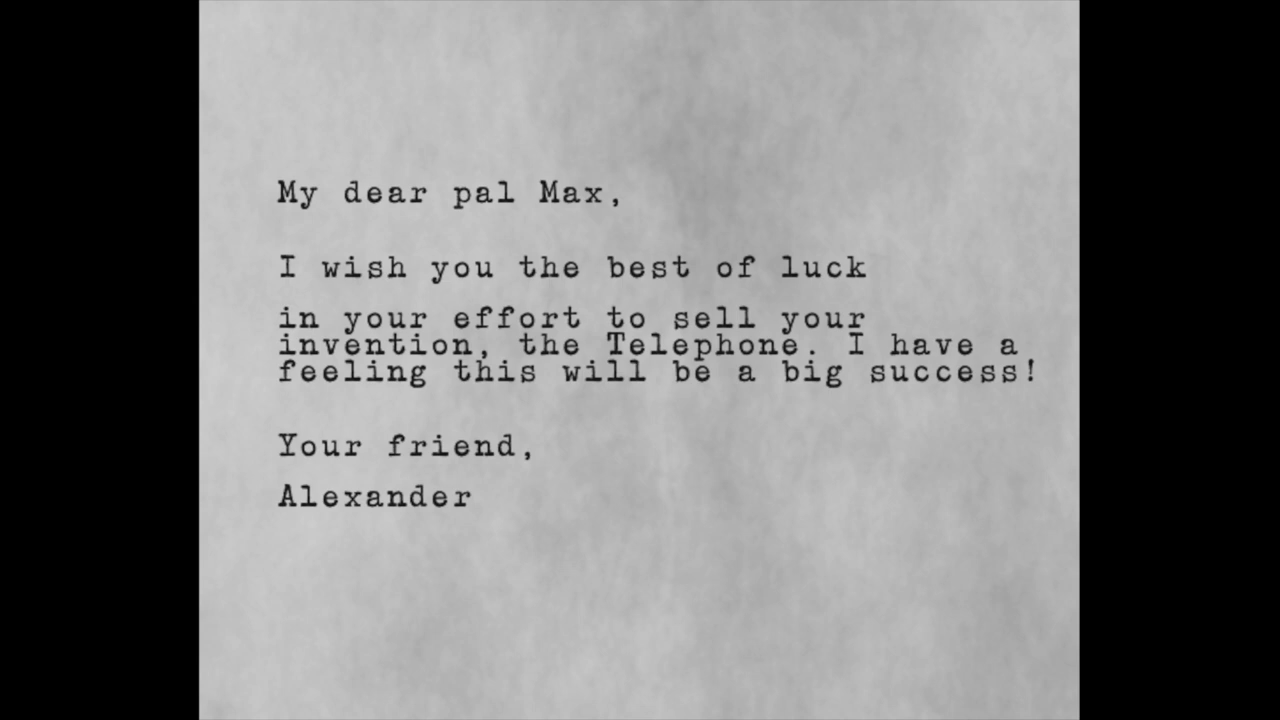 My dear pal Max,
I wish you the best of luck
in your effort to sell your
invention, the Telephone. I have a
feeling this will be a big success!
Your friend,
Alexander